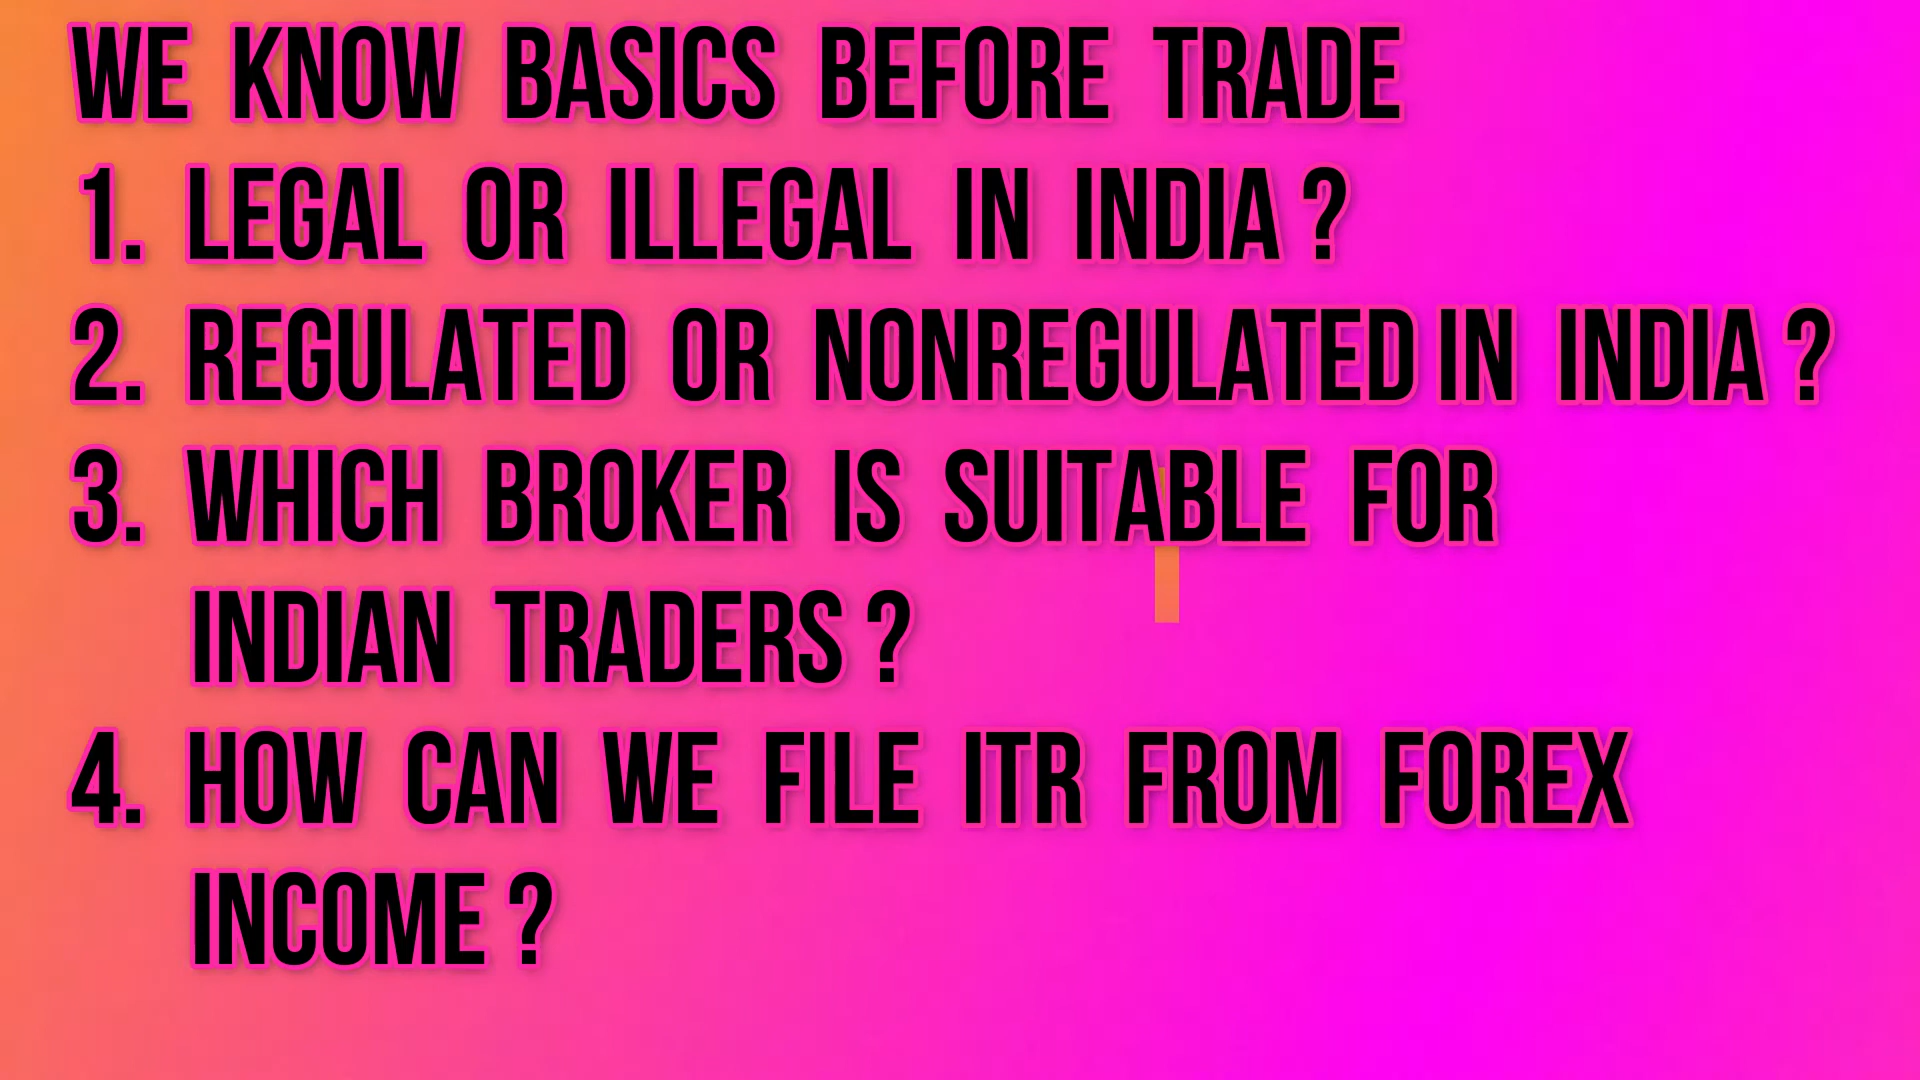 WE KNOW BASICS BEFORE TRADE
1. LEGAL OR ILLEGAL IN INDIA ?
2. REGULATED OR NONREGULATED IN INDIA ?
3. WHICH BROKER IS SUITABLE FOR
INDIAN TRADERS ?
4. HOW CAN WE FILE ITR FROM FOREX
INCOME ?